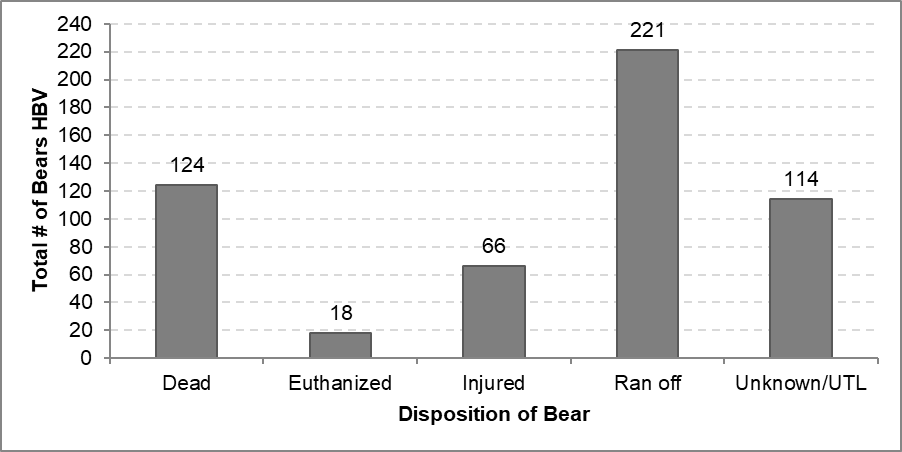 Total # of Bears HBV
240
220
200
180
160
140
120
100
80
60
40
20
0
124
18
66
221
114
Dead
Euthanized
Injured
Ran off
Unknown/UTL
Disposition of Bear